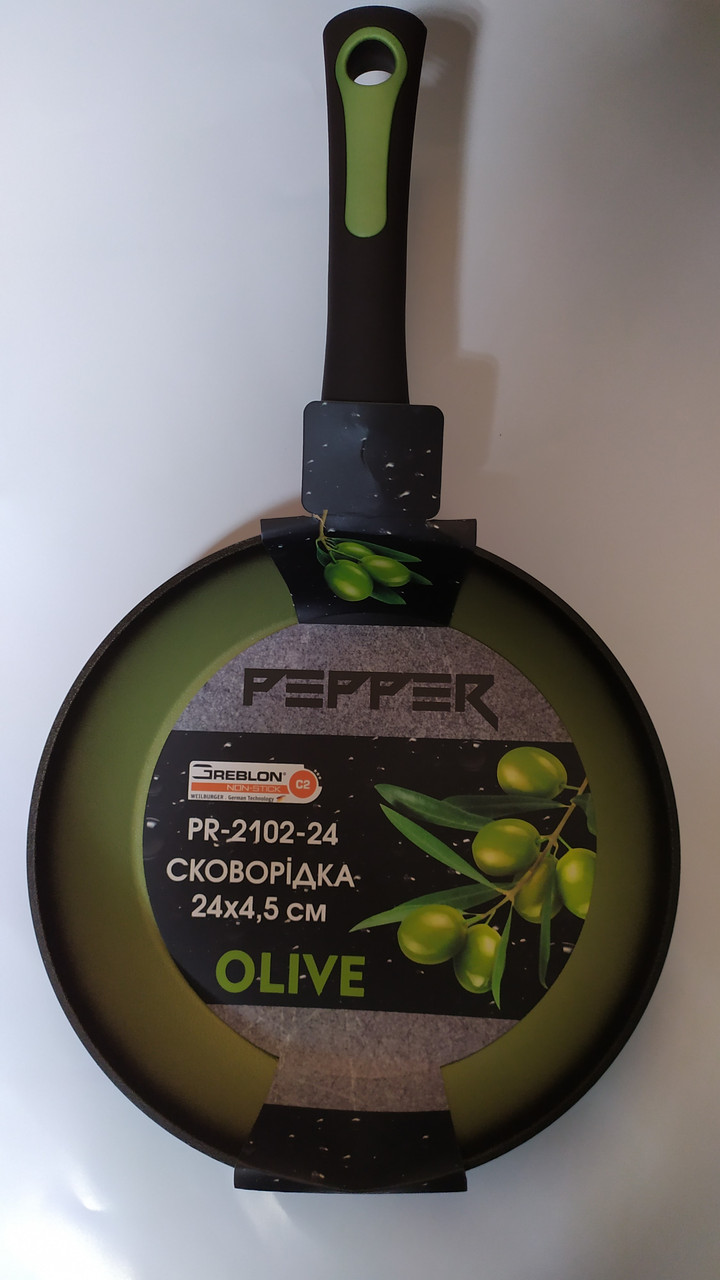 PEPPER
GREBLON®
NON-STICK C2
WEILBURGER . German Technology
PR-2102-24
СКОВОРіДКА
24x4,5 см
OLIVE